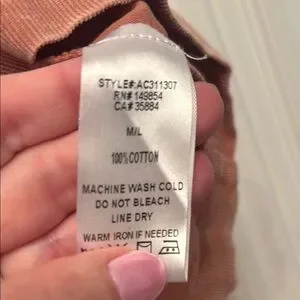 STYLE#:AC311307
RN#149854
CA#35884
M/L
100%COTTON
MACHINE WASH COLD
DO NOT BLEACH
LINE DRY
WARM IRON IF NEEDED